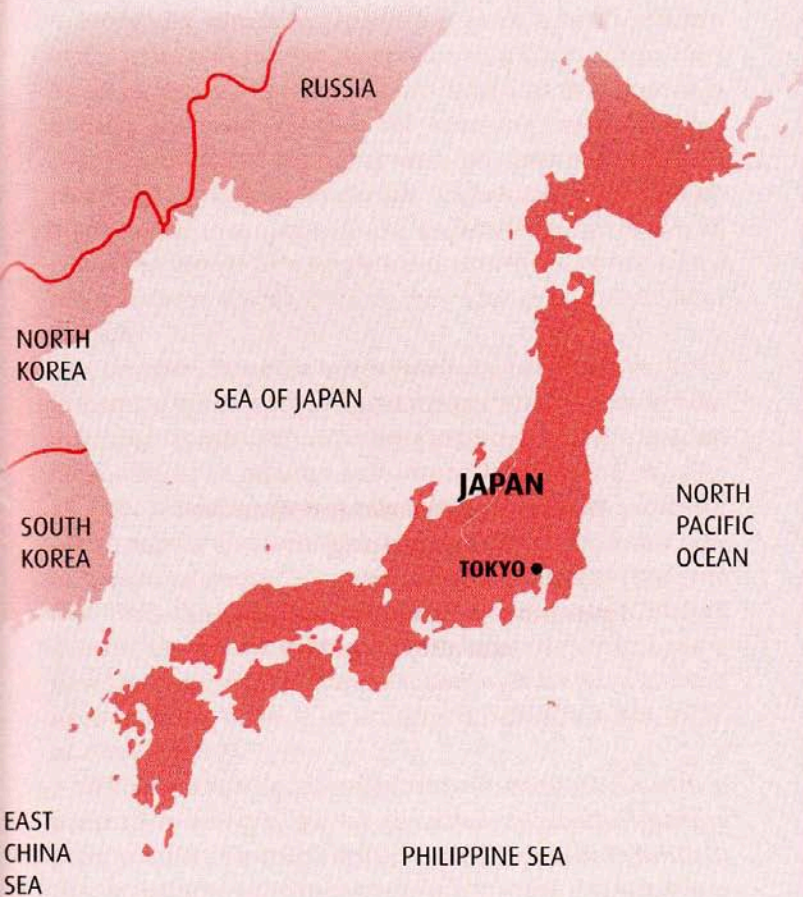 RUSSIA
NORTH
KOREA
SEA OF JAPAN
JAPAN
NORTH
PACIFIC
OCEAN
SOUTH
KOREA
TOKYO
EAST
CHINA
SEA
PHILIPPINE SEA